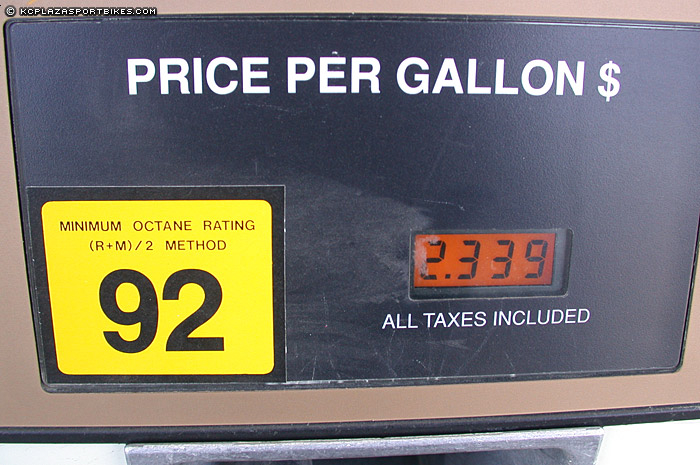 © KCPLAZASPORTBIKES.COM
PRICE PER GALLON $
MINIMUM OCTANE RATING
(R+M)/2 METHOD
92
2.339
ALL TAXES INCLUDED